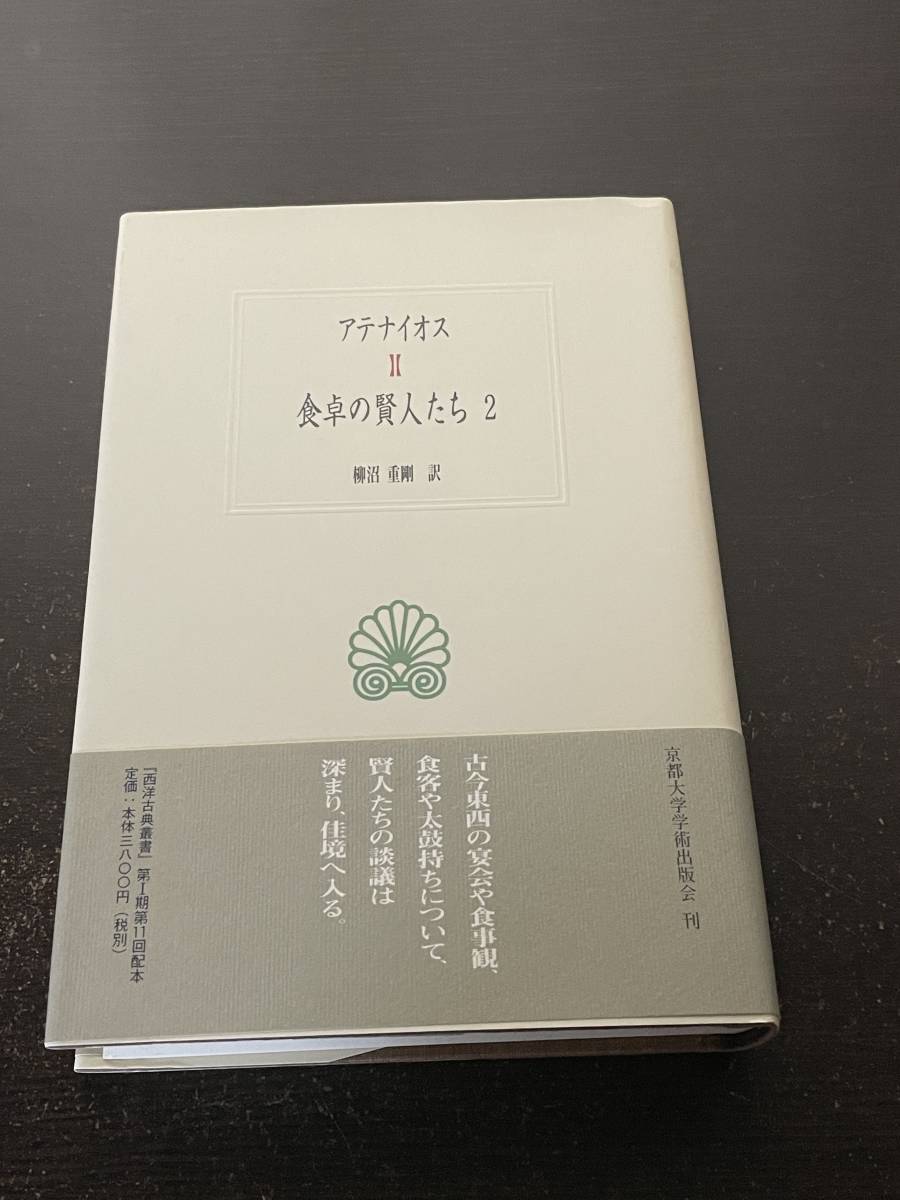 アテナイオス
食卓の賢人たち 2
柳沼 重剛 訳
京都大学学術出版会 刊
古今東西の宴会や食事観、
食客や太鼓持ちについて、
賢人たちの談議は
深まり、佳境へ入る。
『西洋古典叢書』第Ⅰ期第11回配本
定価：本体三八〇〇円（税別）